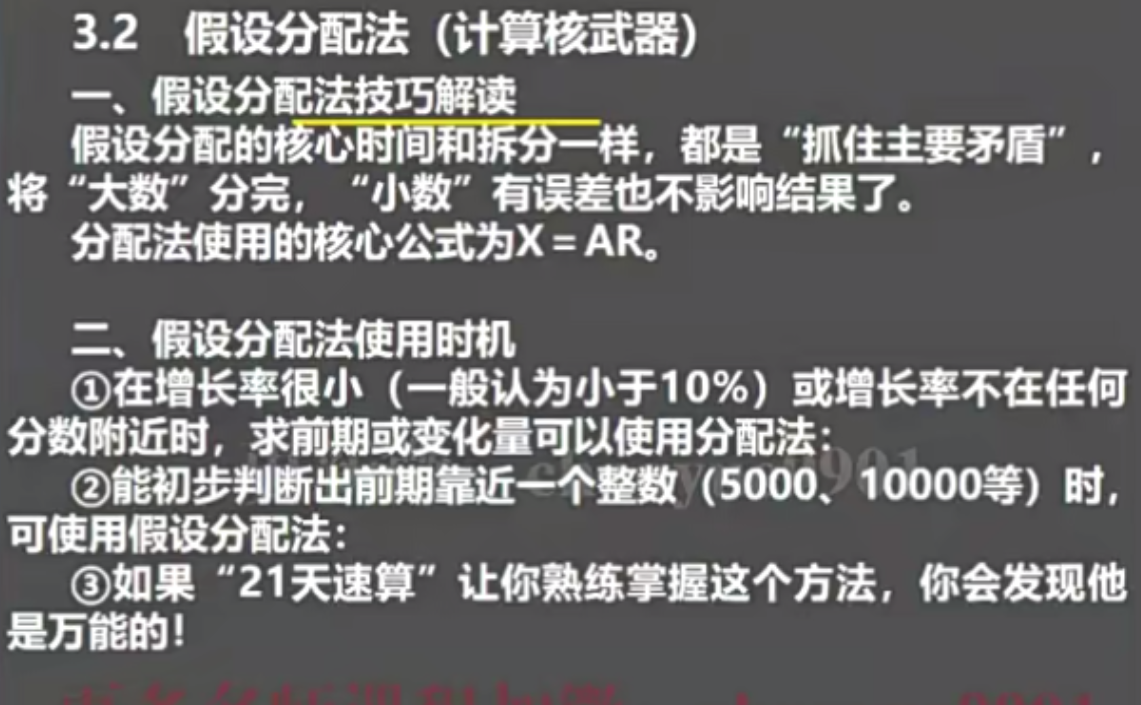 3.2 假设分配法（计算核武器）
一、假设分配法技巧解读
假设分配的核心时间和拆分一样，都是“抓住主要矛盾”，
将“大数”分完，“小数”有误差也不影响结果了。
分配法使用的核心公式为X＝AR。
二、假设分配法使用时机
①在增长率很小（一般认为小于10%）或增长率不在任何
分数附近时，求前期或变化量可以使用分配法：
②能初步判断出前期靠近一个整数（5000、10000等）时，
可使用假设分配法：
③如果“21天速算”让你熟练掌握这个方法，你会发现他
是万能的！